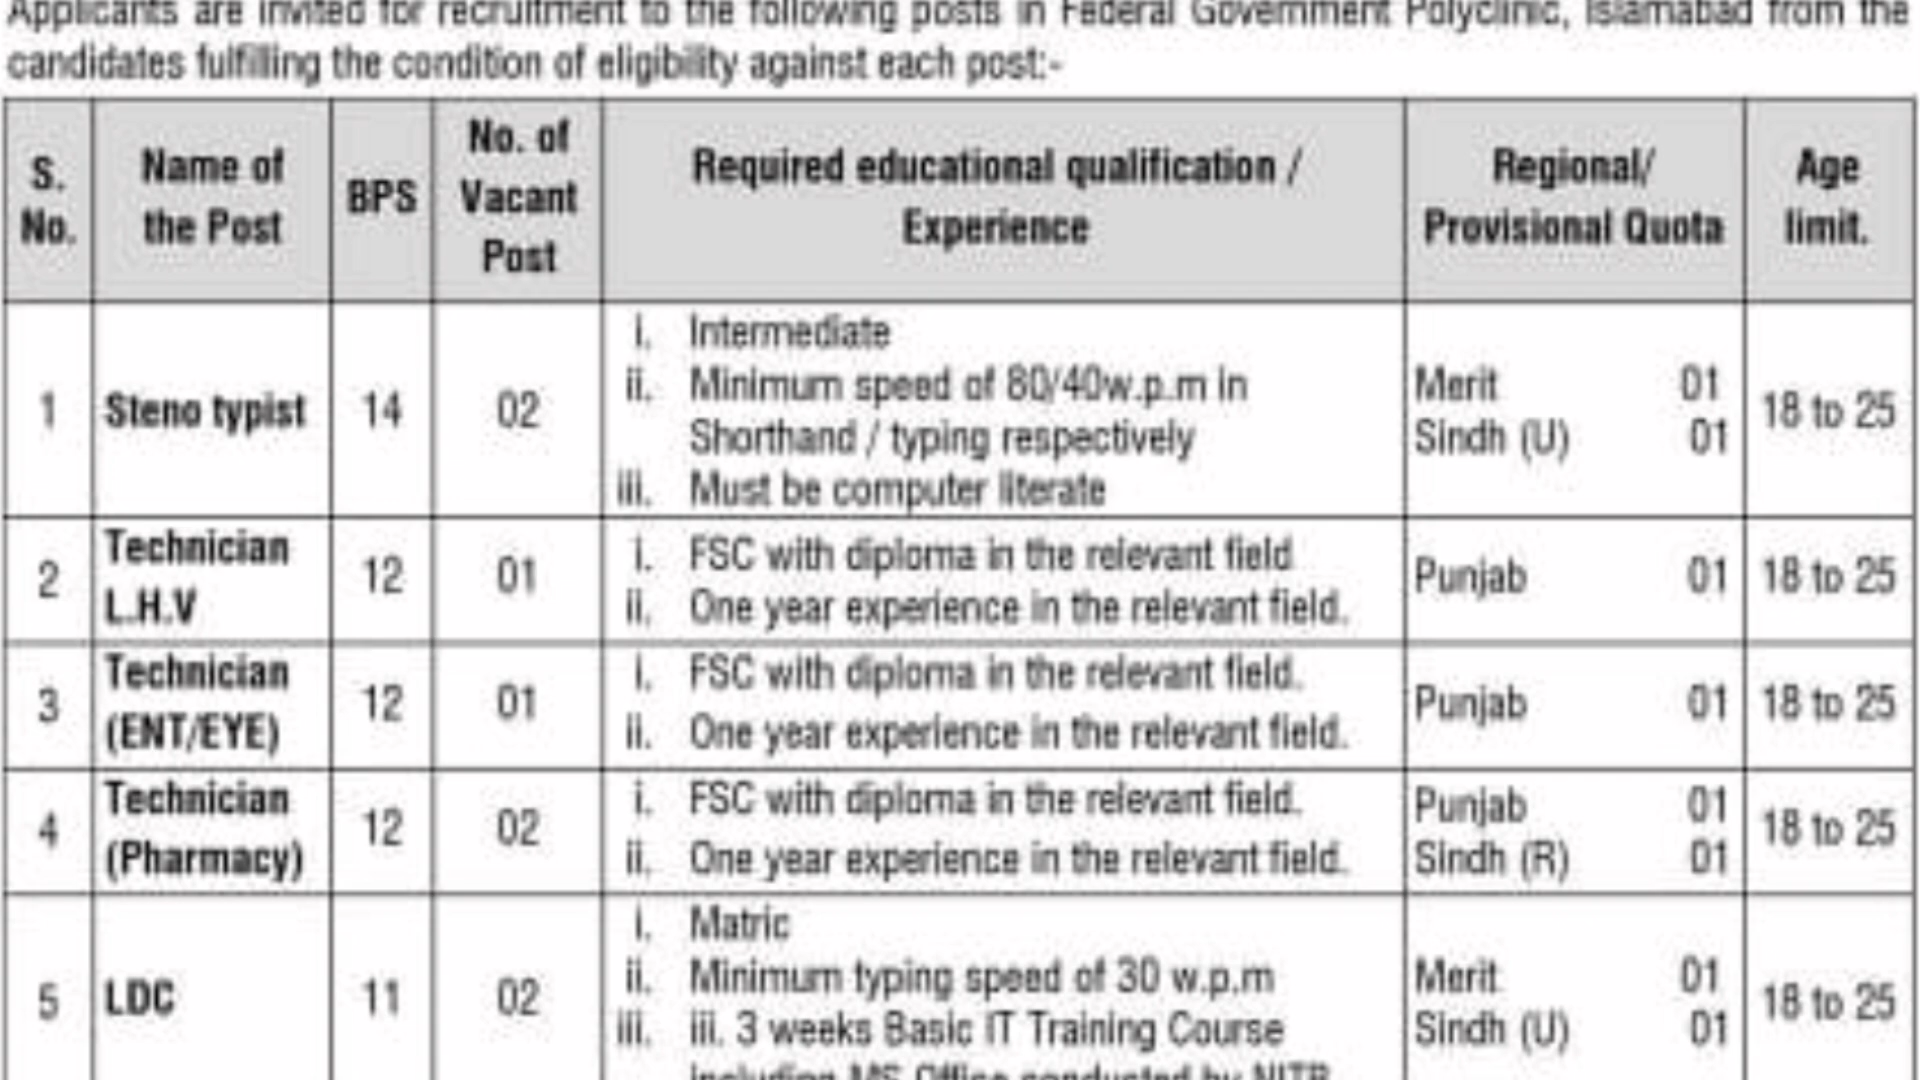 Applicants are invited for recruitment to the following posts in Federal Government Polyclinic, Islamabad from the
candidates fulfilling the condition of eligibility against each post:-
S. No. | Name of the Post | BPS | No. of Vacant Post | Required educational qualification / Experience | Regional/ Provisional Quota | Age limit.
1 | Steno typist | 14 | 02
i. Intermediate
ii. Minimum speed of 80/40w.p.m in
Shorthand / typing respectively
iii. Must be computer literate
Merit 01
Sindh (U) 01
18 to 25
2 | Technician L.H.V | 12 | 01
i. FSC with diploma in the relevant field
ii. One year experience in the relevant field.
Punjab 01
18 to 25
3 | Technician (ENT/EYE) | 12 | 01
i. FSC with diploma in the relevant field.
ii. One year experience in the relevant field.
Punjab 01
18 to 25
4 | Technician (Pharmacy) | 12 | 02
i. FSC with diploma in the relevant field.
ii. One year experience in the relevant field.
Punjab 01
Sindh (R) 01
18 to 25
5 | LDC | 11 | 02
i. Matric
ii. Minimum typing speed of 30 w.p.m
iii. iii. 3 weeks Basic IT Training Course
including MS Office conducted by NITB
Merit 01
Sindh (U) 01
18 to 25